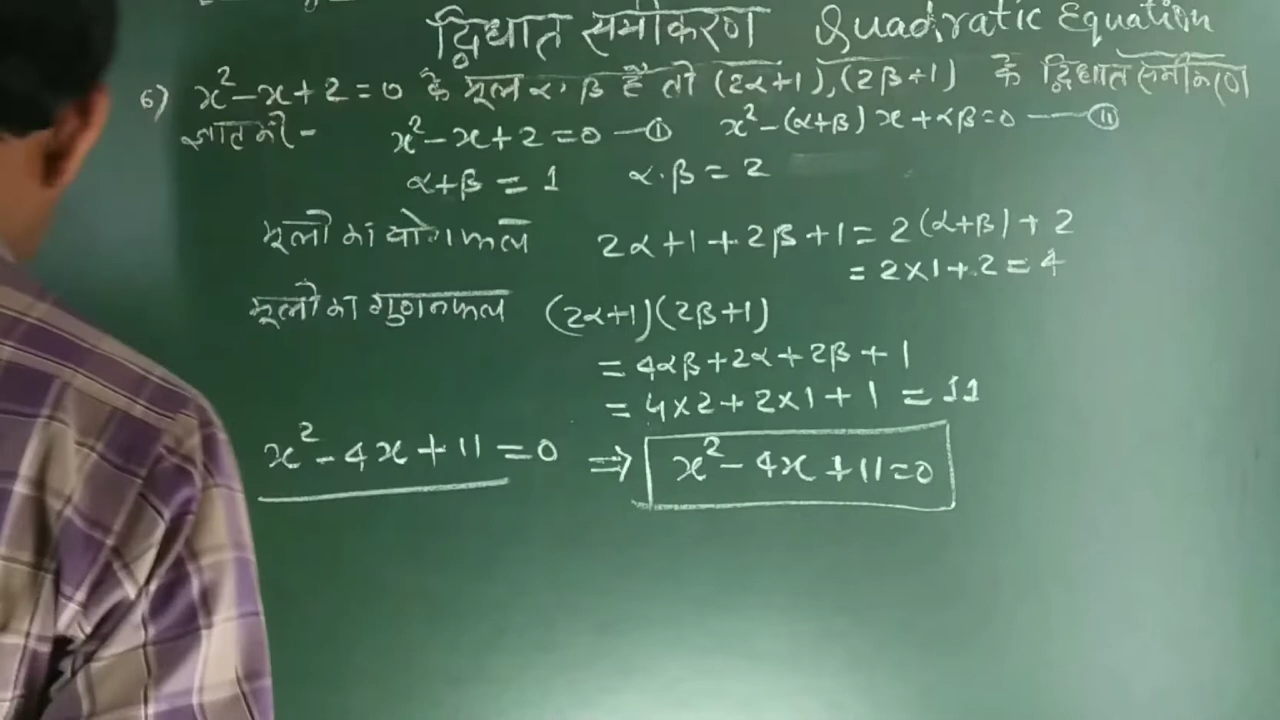 द्विघात समीकरण Quadratic Equation
6) x²-x+2=0 के मूल α, β हैं तो (2α+1),(2β+1) के द्विघात समीकरण
ज्ञात करें- x²-x+2=0 —(i) x²-(α+β)x+αβ=0 —(ii)
α+β=1 α.β=2
मूलों का योगफल 2α+1+2β+1=2(α+β)+2
=2×1+2=4
मूलों का गुणनफल (2α+1)(2β+1)
=4αβ+2α+2β+1
=4×2+2×1+1=11
x²-4x+11=0 ⇒ x²-4x+11=0